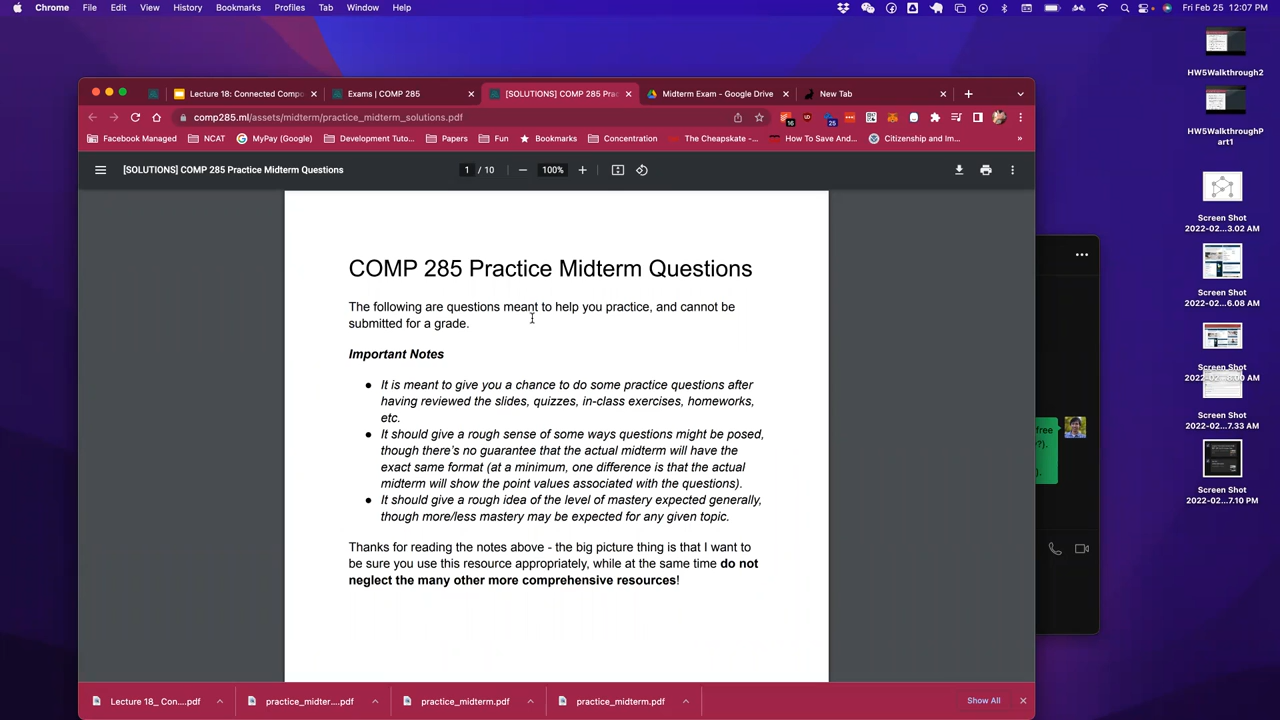 Chrome File Edit View History Bookmarks Profiles Tab Window Help Fri Feb 25 12:07 PM
HW5Walkthrough2
HW5WalkthroughP
art1
Screen Shot
2022-02...3.02 AM
Screen Shot
2022-02...6.08 AM
Screen Shot
Screen Shot
2022-02...7.33 AM
Screen Shot
2022-02...7.10 PM
Lecture 18: Connected Compo Exams | COMP 285 [SOLUTIONS] COMP 285 Prac Midterm Exam - Google Drive New Tab
comp285.ml/assets/midterm/practice_midterm_solutions.pdf
16 25
Facebook Managed NCAT MyPay (Google) Development Tuto... Papers Fun Bookmarks Concentration The Cheapskate -... How To Save And... Citizenship and Im...
[SOLUTIONS] COMP 285 Practice Midterm Questions 1 / 10 100%
COMP 285 Practice Midterm Questions
The following are questions meant to help you practice, and cannot be
submitted for a grade.
Important Notes
● It is meant to give you a chance to do some practice questions after
having reviewed the slides, quizzes, in-class exercises, homeworks,
etc.
● It should give a rough sense of some ways questions might be posed,
though there's no guarantee that the actual midterm will have the
exact same format (at a minimum, one difference is that the actual
midterm will show the point values associated with the questions).
● It should give a rough idea of the level of mastery expected generally,
though more/less mastery may be expected for any given topic.
Thanks for reading the notes above - the big picture thing is that I want to
be sure you use this resource appropriately, while at the same time do not
neglect the many other more comprehensive resources!
free
?).
).
Lecture 18_ Con....pdf practice_midter....pdf practice_midterm.pdf practice_midterm.pdf Show All